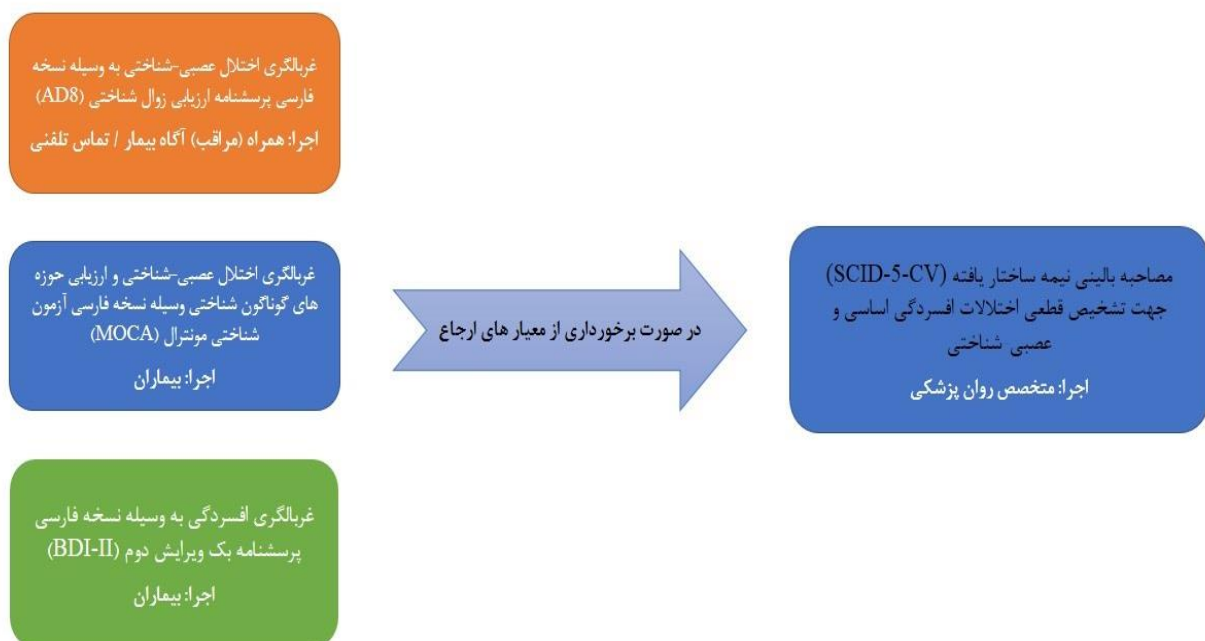 غربالگری اختلال عصبی-شناختی به وسیله نسخه
فارسی پرسشنامه ارزیابی زوال شناختی (AD8)
اجرا: همراه (مراقب) آگاه بیمار / تماس تلفنی
غربالگری اختلال عصبی-شناختی و ارزیابی حوزه
های گوناگون شناختی وسیله نسخه فارسی آزمون
شناختی مونترال (MOCA)
اجرا: بیماران
غربالگری افسردگی به وسیله نسخه فارسی
پرسشنامه بک ویرایش دوم (BDI-II)
اجرا: بیماران
در صورت برخورداری از معیار های ارجاع
مصاحبه بالینی نیمه ساختار یافته (SCID-5-CV)
جهت تشخیص قطعی اختلالات افسردگی اساسی و
عصبی شناختی
اجرا: متخصص روان پزشکی